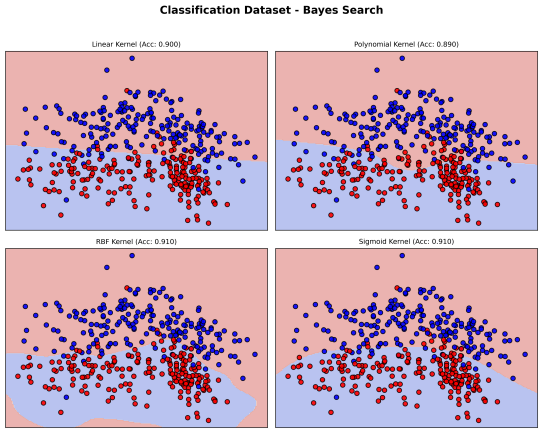 Classification Dataset - Bayes Search
Linear Kernel (Acc: 0.900)
Polynomial Kernel (Acc: 0.890)
RBF Kernel (Acc: 0.910)
Sigmoid Kernel (Acc: 0.910)